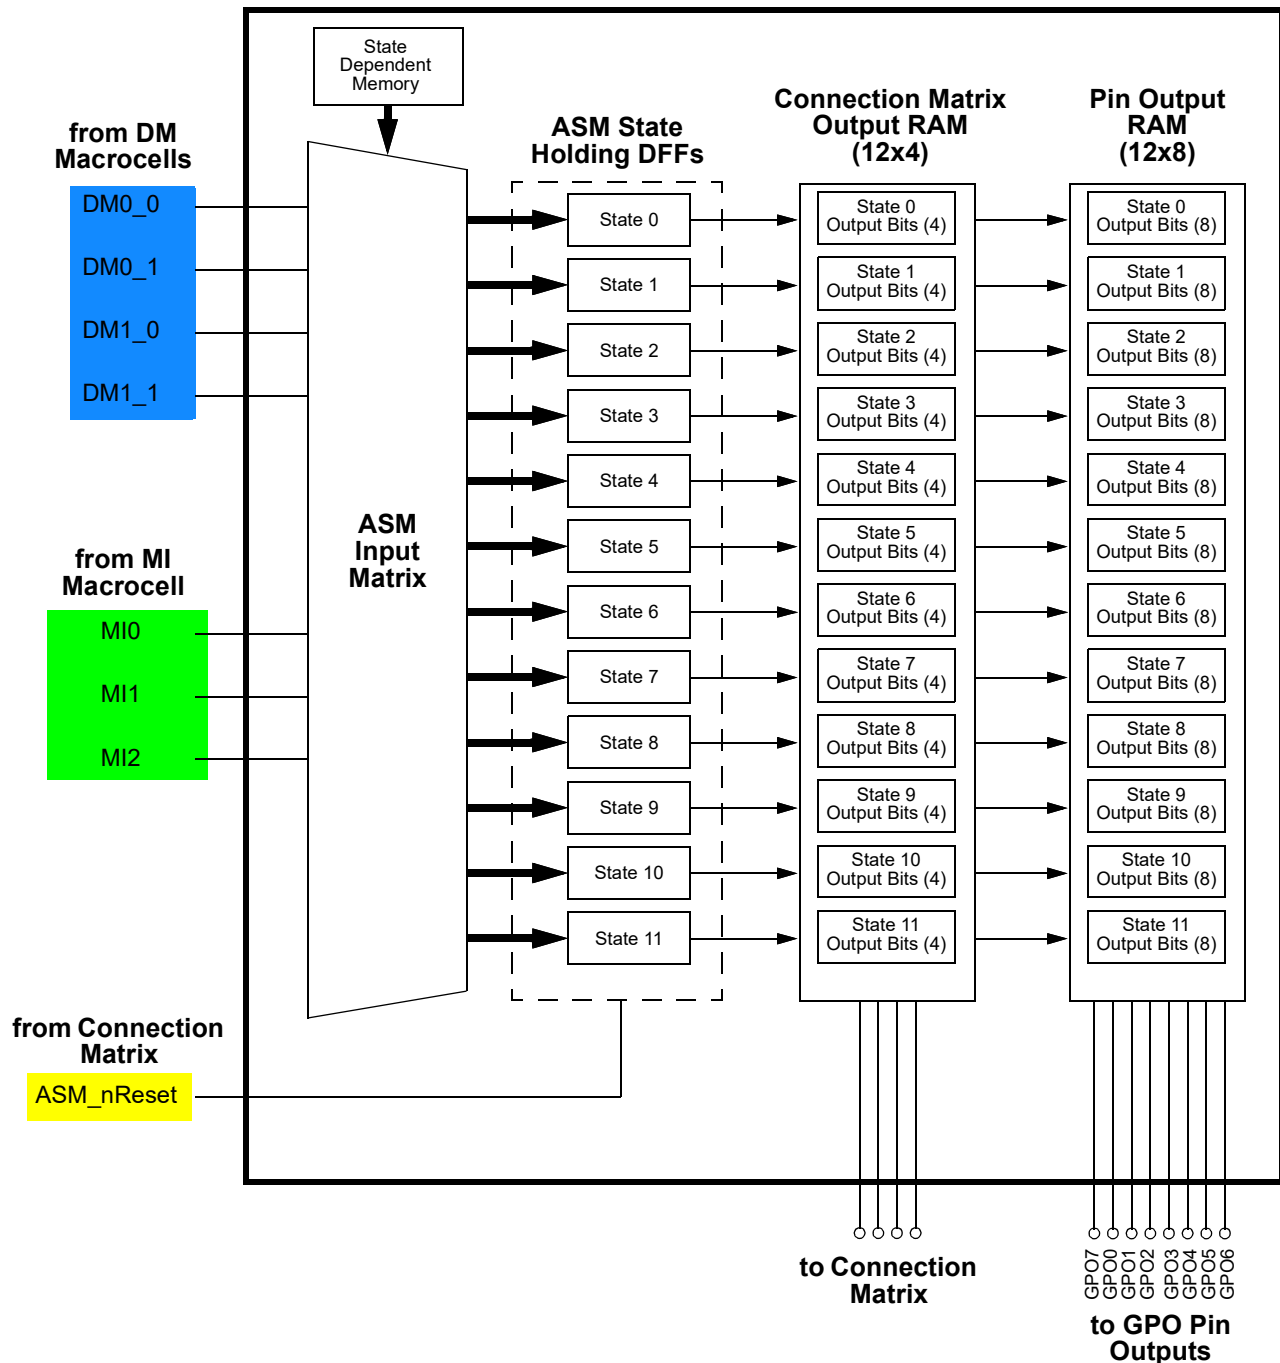 State
Dependent
Memory
from DM
Macrocells
DM0_0
DM0_1
DM1_0
DM1_1
from MI
Macrocell
MI0
MI1
MI2
from Connection
Matrix
ASM_nReset
ASM
Input
Matrix
ASM State
Holding DFFs
State 0
State 1
State 2
State 3
State 4
State 5
State 6
State 7
State 8
State 9
State 10
State 11
Connection Matrix
Output RAM
(12x4)
State 0
Output Bits (4)
State 1
Output Bits (4)
State 2
Output Bits (4)
State 3
Output Bits (4)
State 4
Output Bits (4)
State 5
Output Bits (4)
State 6
Output Bits (4)
State 7
Output Bits (4)
State 8
Output Bits (4)
State 9
Output Bits (4)
State 10
Output Bits (4)
State 11
Output Bits (4)
to Connection
Matrix
Pin Output
RAM
(12x8)
State 0
Output Bits (8)
State 1
Output Bits (8)
State 2
Output Bits (8)
State 3
Output Bits (8)
State 4
Output Bits (8)
State 5
Output Bits (8)
State 6
Output Bits (8)
State 7
Output Bits (8)
State 8
Output Bits (8)
State 9
Output Bits (8)
State 10
Output Bits (8)
State 11
Output Bits (8)
GPO7
GPO0
GPO1
GPO2
GPO3
GPO4
GPO5
GPO6
to GPO Pin
Outputs